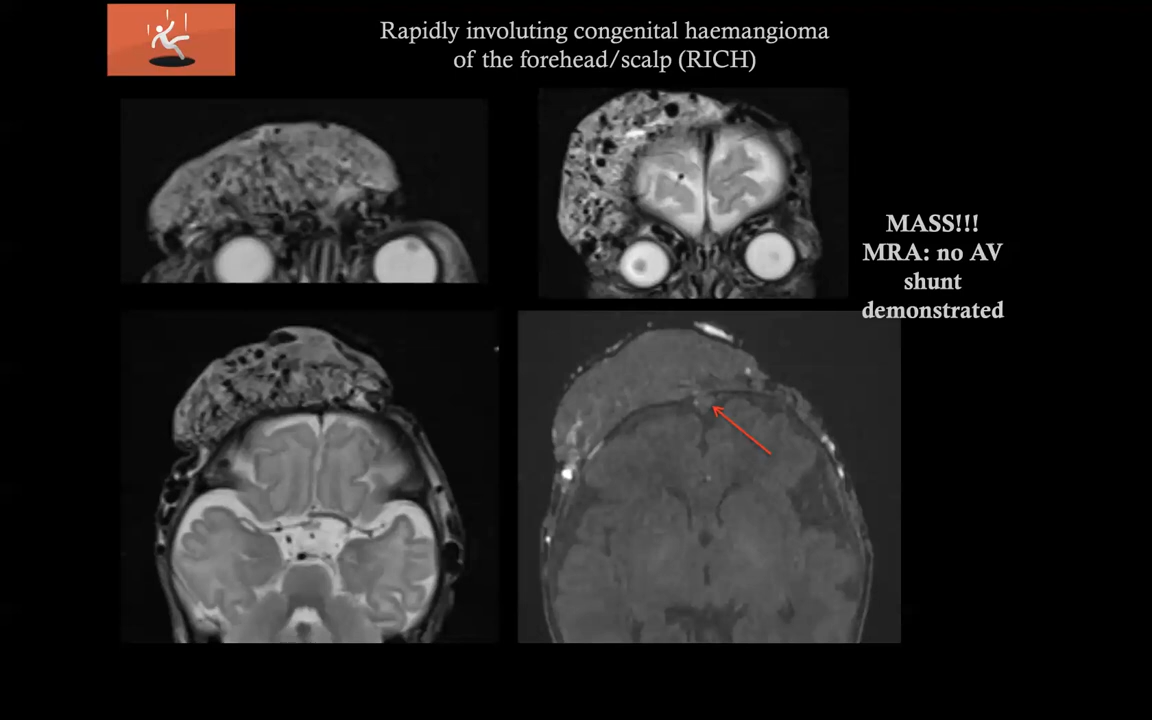 Rapidly involuting congenital haemangioma
of the forehead/scalp (RICH)
MASS!!!
MRA: no AV
shunt
demonstrated